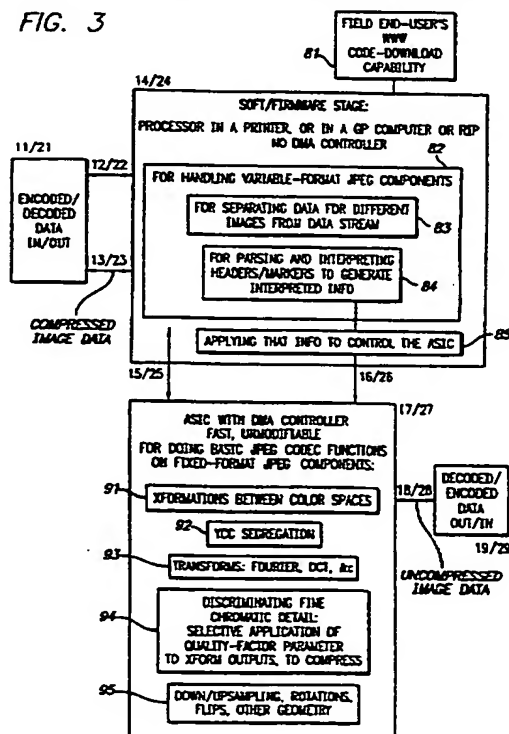 FIG. 3
FIELD END-USER'S
WWW
CODE-DOWNLOAD
CAPABILITY
81
14/24
SOFT/FIRMWARE STAGE:
PROCESSOR IN A PRINTER, OR IN A GP COMPUTER OR RIP
NO DMA CONTROLLER
82
11/21
12/22
ENCODED/
DECODED
DATA
IN/OUT
13/23
COMPRESSED
IMAGE DATA
FOR HANDLING VARIABLE-FORMAT JPEG COMPONENTS
FOR SEPARATING DATA FOR DIFFERENT
IMAGES FROM DATA STREAM
83
FOR PARSING AND INTERPRETING
HEADERS/MARKERS TO GENERATE
INTERPRETED INFO
84
APPLYING THAT INFO TO CONTROL THE ASIC
85
15/25
16/26
17/27
ASIC WITH DMA CONTROLLER
FAST, UNMODIFIABLE
FOR DOING BASIC JPEG CODEC FUNCTIONS
ON FIXED-FORMAT JPEG COMPONENTS:
91
XFORMATIONS BETWEEN COLOR SPACES
92
YCC SEGREGATION
93
TRANSFORMS: FOURIER, DCT, &c
94
DISCRIMINATING FINE
CHROMATIC DETAIL:
SELECTIVE APPLICATION OF
QUALITY-FACTOR PARAMETER
TO XFORM OUTPUTS, TO COMPRESS
95
DOWN/UPSAMPLING, ROTATIONS,
FLIPS, OTHER GEOMETRY
18/28
DECODED/
ENCODED
DATA
OUT/IN
19/29
UNCOMPRESSED
IMAGE DATA